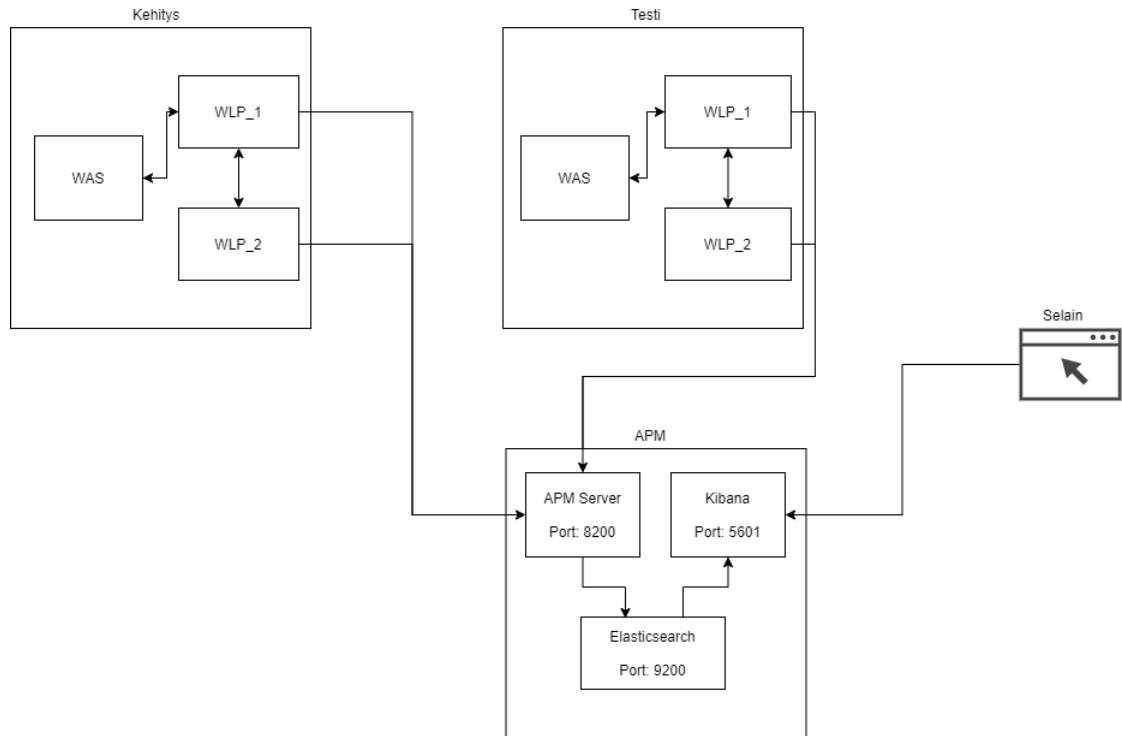 Kehitys
WLP_1
WAS
WLP_2
Testi
WLP_1
WAS
WLP_2
Selain
APM
APM Server
Port: 8200
Kibana
Port: 5601
Elasticsearch
Port: 9200